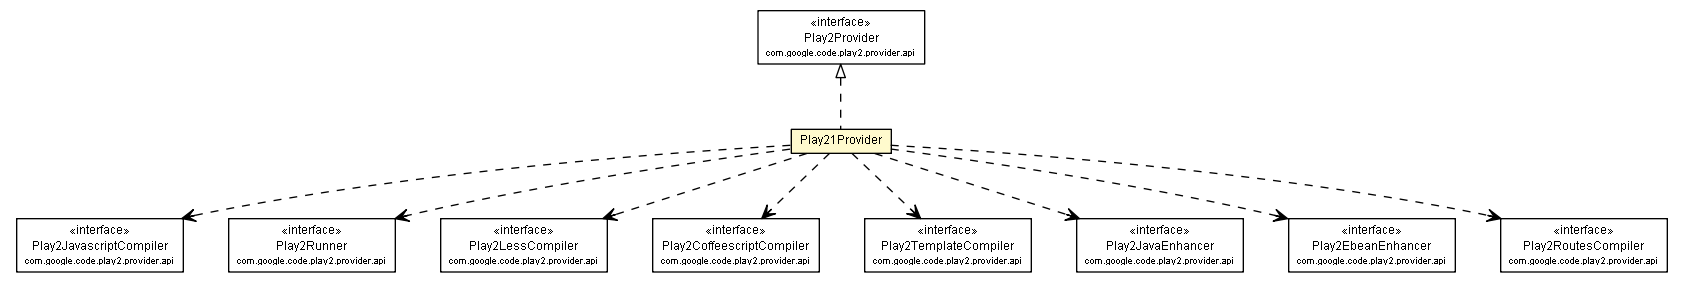 «interface»
Play2Provider
com.google.code.play2.provider.api
Play21Provider
«interface»
Play2JavascriptCompiler
com.google.code.play2.provider.api
«interface»
Play2Runner
com.google.code.play2.provider.api
«interface»
Play2LessCompiler
com.google.code.play2.provider.api
«interface»
Play2CoffeescriptCompiler
com.google.code.play2.provider.api
«interface»
Play2TemplateCompiler
com.google.code.play2.provider.api
«interface»
Play2JavaEnhancer
com.google.code.play2.provider.api
«interface»
Play2EbeanEnhancer
com.google.code.play2.provider.api
«interface»
Play2RoutesCompiler
com.google.code.play2.provider.api